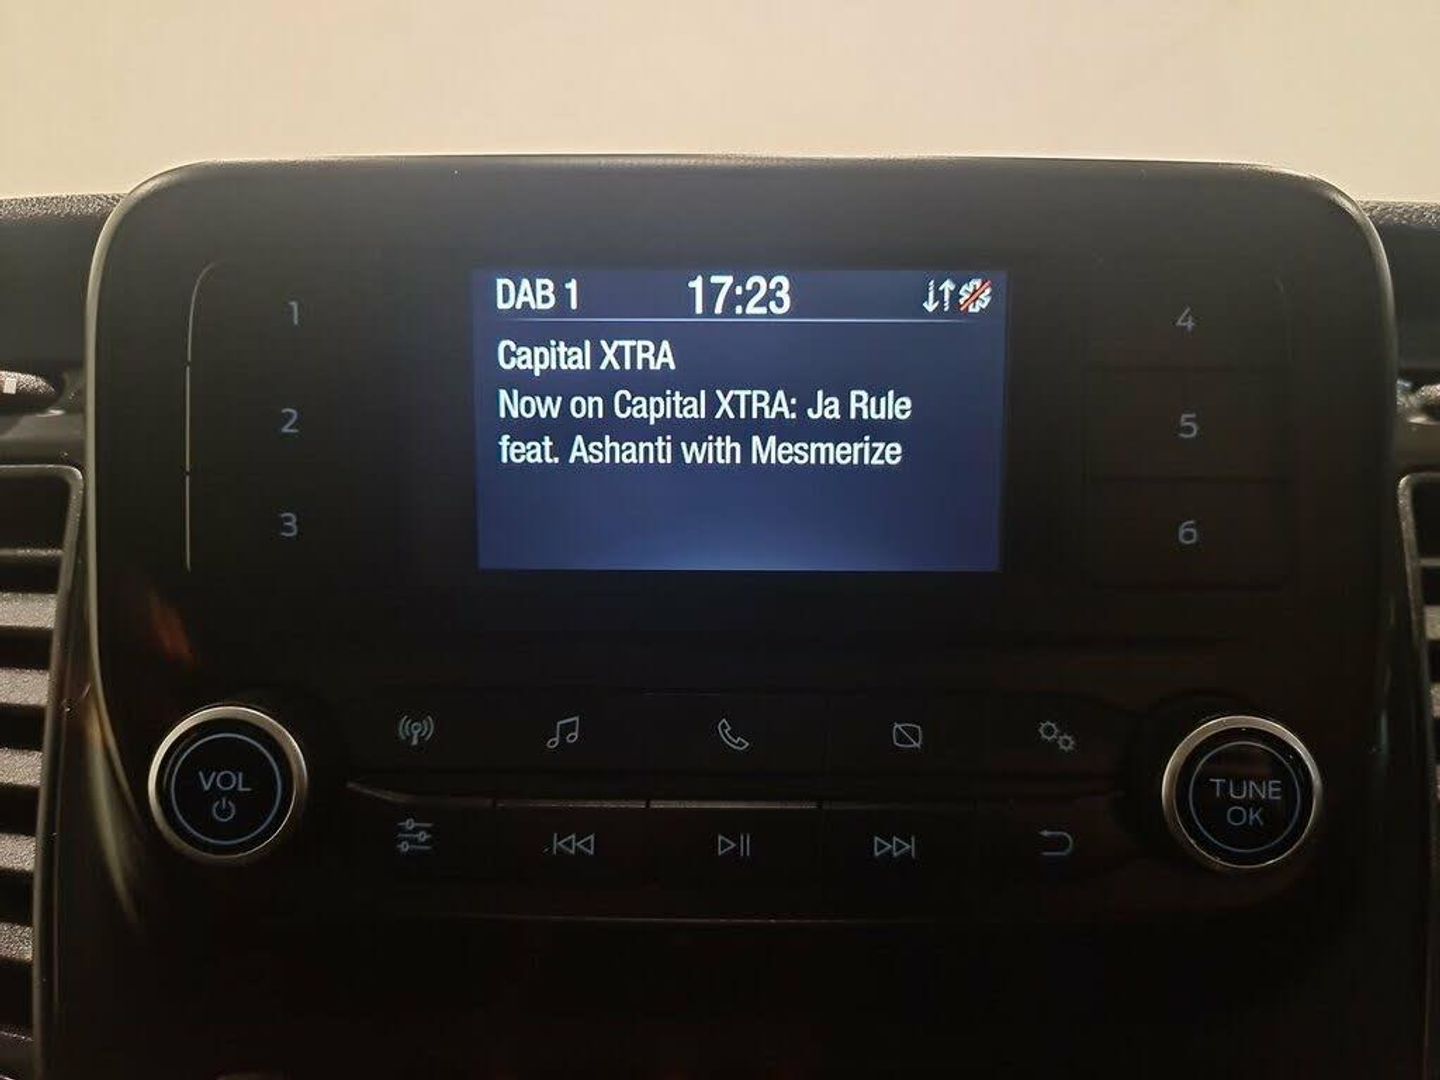 DAB 1 17:23
Capital XTRA
Now on Capital XTRA: Ja Rule
feat. Ashanti with Mesmerize
1
2
3
4
5
6
VOL
TUNE
OK